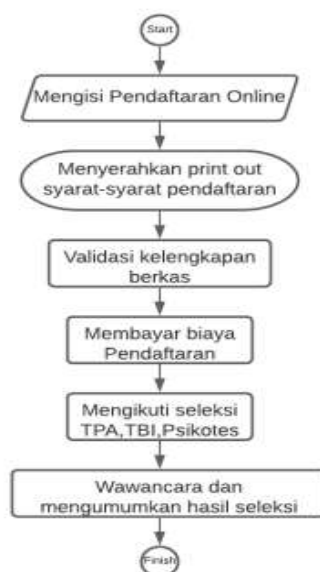 Start
Mengisi Pendaftaran Online
Menyerahkan print out
syarat-syarat pendaftaran
Validasi kelengkapan
berkas
Membayar biaya
Pendaftaran
Mengikuti seleksi
TPA,TBI,Psikotes
Wawancara dan
mengumumkan hasil seleksi
Finish